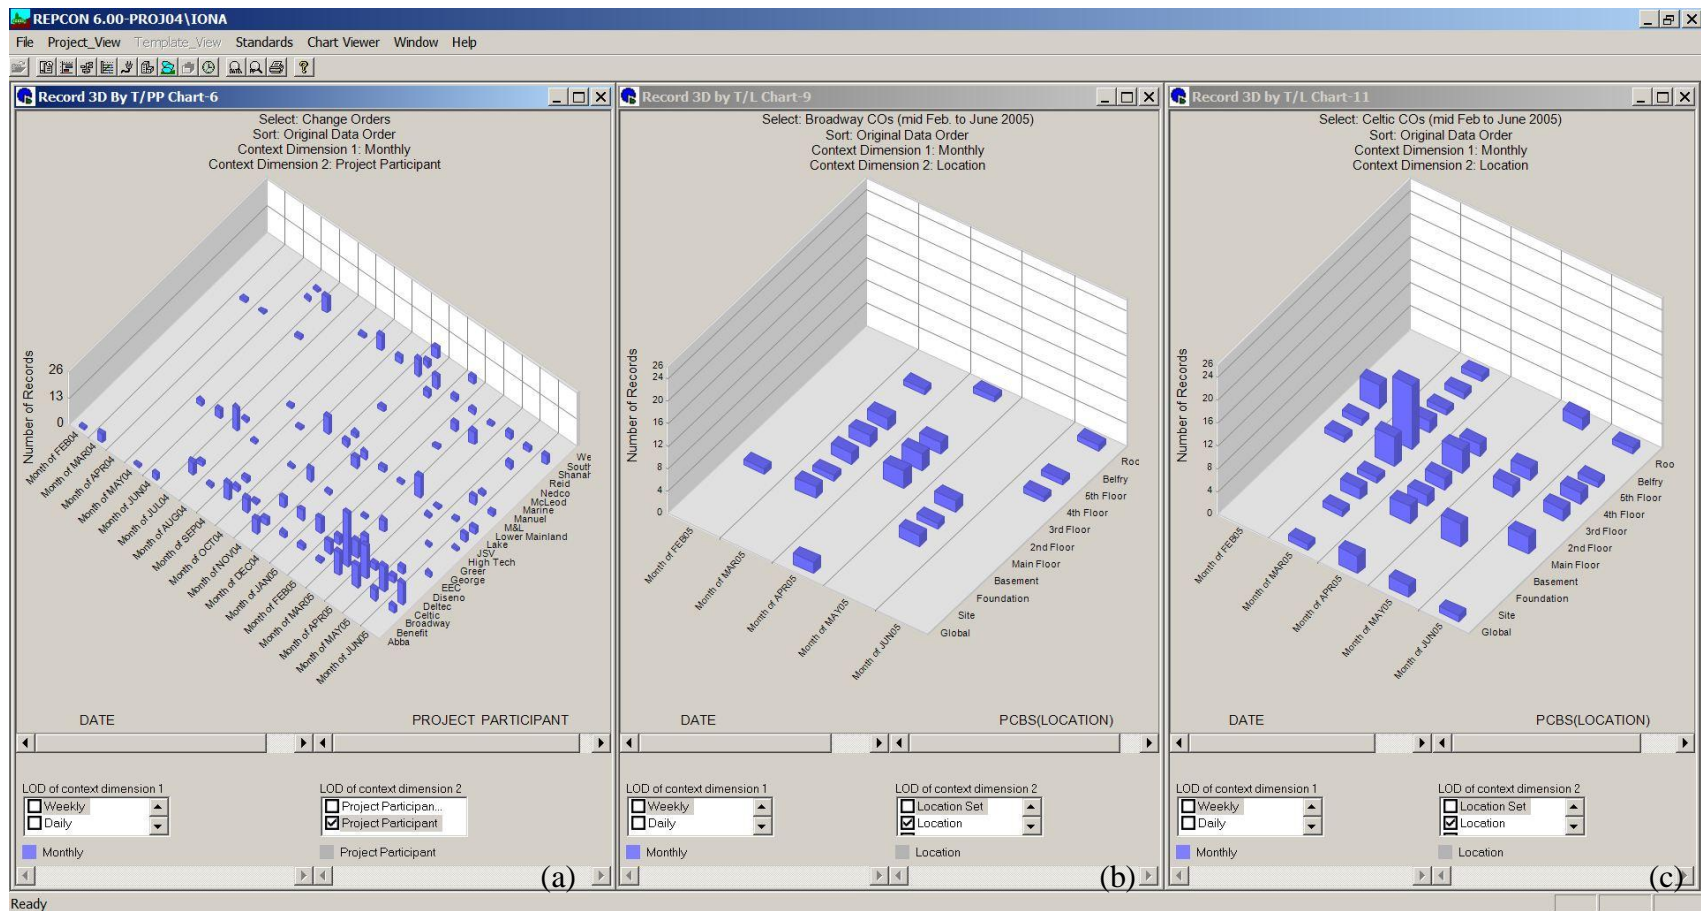 REPCON 6.00-PROJ04\IONA
File Project_View Template_View Standards Chart Viewer Window Help
Record 3D By T/PP Chart-6
Select: Change Orders
Sort: Original Data Order
Context Dimension 1: Monthly
Context Dimension 2: Project Participant
Number of Records
26
13
0
Month of FEB04
Month of MAR04
Month of APR04
Month of MAY04
Month of JUN04
Month of JUL04
Month of AUG04
Month of SEP04
Month of OCT04
Month of NOV04
Month of DEC04
Month of JAN05
Month of FEB05
Month of MAR05
Month of APR05
Month of MAY05
Month of JUN05
We
South
Shanah
Reid
Nedco
McLeod
Marine
Manuel
M&L
Lower Mainland
Lake
JSV
High Tech
Greer
George
EEC
Diseno
Deltec
Celtic
Broadway
Benefit
Abba
DATE
PROJECT PARTICIPANT
LOD of context dimension 1
Weekly
Daily
LOD of context dimension 2
Project Participan...
Project Participant
Monthly
Project Participant
(a)
Record 3D by T/L Chart-9
Select: Broadway COs (mid Feb. to June 2005)
Sort: Original Data Order
Context Dimension 1: Monthly
Context Dimension 2: Location
Number of Records
26
24
20
16
12
8
4
0
Month of FEB05
Month of MAR05
Month of APR05
Month of MAY05
Month of JUN05
Roo
Belfry
5th Floor
4th Floor
3rd Floor
2nd Floor
Main Floor
Basement
Foundation
Site
Global
DATE
PCBS(LOCATION)
LOD of context dimension 1
Weekly
Daily
LOD of context dimension 2
Location Set
Location
Monthly
Location
(b)
Record 3D by T/L Chart-11
Select: Celtic COs (mid Feb to June 2005)
Sort: Original Data Order
Context Dimension 1: Monthly
Context Dimension 2: Location
Number of Records
26
24
20
16
12
8
4
0
Month of FEB05
Month of MAR05
Month of APR05
Month of MAY05
Month of JUN05
Roo
Belfry
5th Floor
4th Floor
3rd Floor
2nd Floor
Main Floor
Basement
Foundation
Site
Global
DATE
PCBS(LOCATION)
LOD of context dimension 1
Weekly
Daily
LOD of context dimension 2
Location Set
Location
Monthly
Location
(c)
Ready